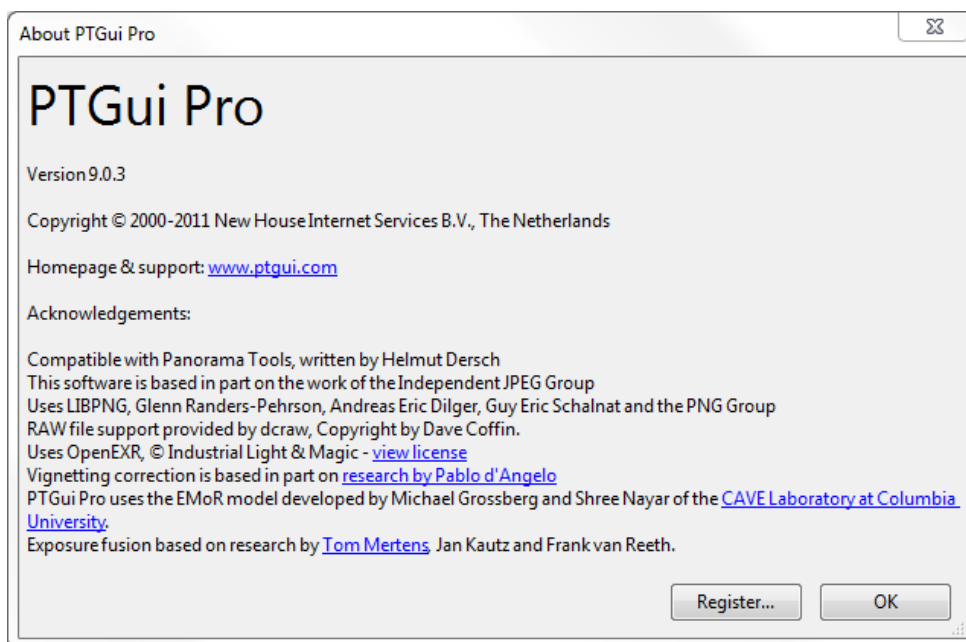 About PTGui Pro
PTGui Pro
Version 9.0.3
Copyright © 2000-2011 New House Internet Services B.V., The Netherlands
Homepage & support: www.ptgui.com
Acknowledgements:
Compatible with Panorama Tools, written by Helmut Dersch
This software is based in part on the work of the Independent JPEG Group
Uses LIBPNG, Glenn Randers-Pehrson, Andreas Eric Dilger, Guy Eric Schalnat and the PNG Group
RAW file support provided by dcraw, Copyright by Dave Coffin.
Uses OpenEXR, © Industrial Light & Magic - view license
Vignetting correction is based in part on research by Pablo d'Angelo
PTGui Pro uses the EMoR model developed by Michael Grossberg and Shree Nayar of the CAVE Laboratory at Columbia
University.
Exposure fusion based on research by Tom Mertens, Jan Kautz and Frank van Reeth.
Register... OK